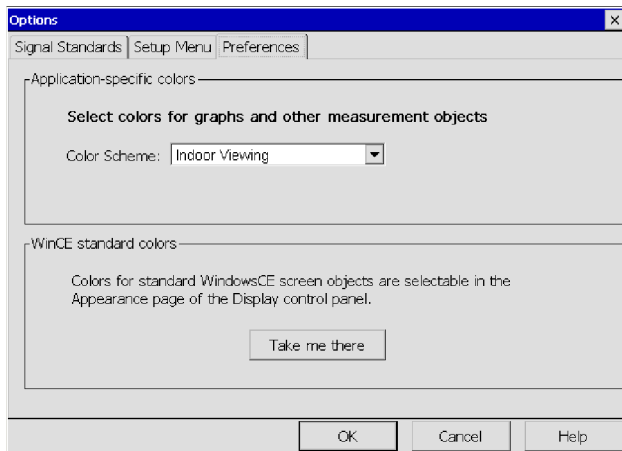 Options
Signal Standards Setup Menu Preferences
Application-specific colors
Select colors for graphs and other measurement objects
Color Scheme: Indoor Viewing
WinCE standard colors
Colors for standard WindowsCE screen objects are selectable in the
Appearance page of the Display control panel.
Take me there
OK Cancel Help